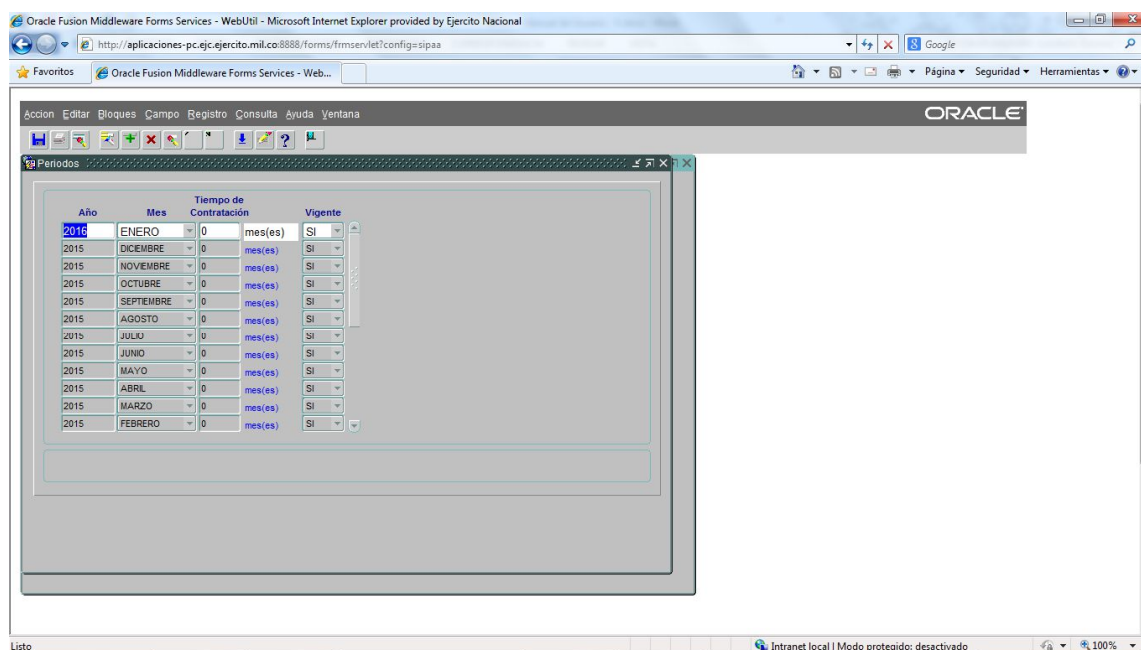 Oracle Fusion Middleware Forms Services - WebUtil - Microsoft Internet Explorer provided by Ejercito Nacional
http://aplicaciones-pc.ejc.ejercito.mil.co:8888/forms/frmservlet?config=sipaa
Google
Favoritos
Oracle Fusion Middleware Forms Services - Web...
Página
Seguridad
Herramientas
Accion Editar Bloques Campo Registro Consulta Ayuda Ventana
ORACLE
Periodos
Año Mes Tiempo de Contratación Vigente
2016 ENERO 0 mes(es) SI
2015 DICIEMBRE 0 mes(es) SI
2015 NOVIEMBRE 0 mes(es) SI
2015 OCTUBRE 0 mes(es) SI
2015 SEPTIEMBRE 0 mes(es) SI
2015 AGOSTO 0 mes(es) SI
2015 JULIO 0 mes(es) SI
2015 JUNIO 0 mes(es) SI
2015 MAYO 0 mes(es) SI
2015 ABRIL 0 mes(es) SI
2015 MARZO 0 mes(es) SI
2015 FEBRERO 0 mes(es) SI
Listo
Intranet local | Modo protegido: desactivado
100%